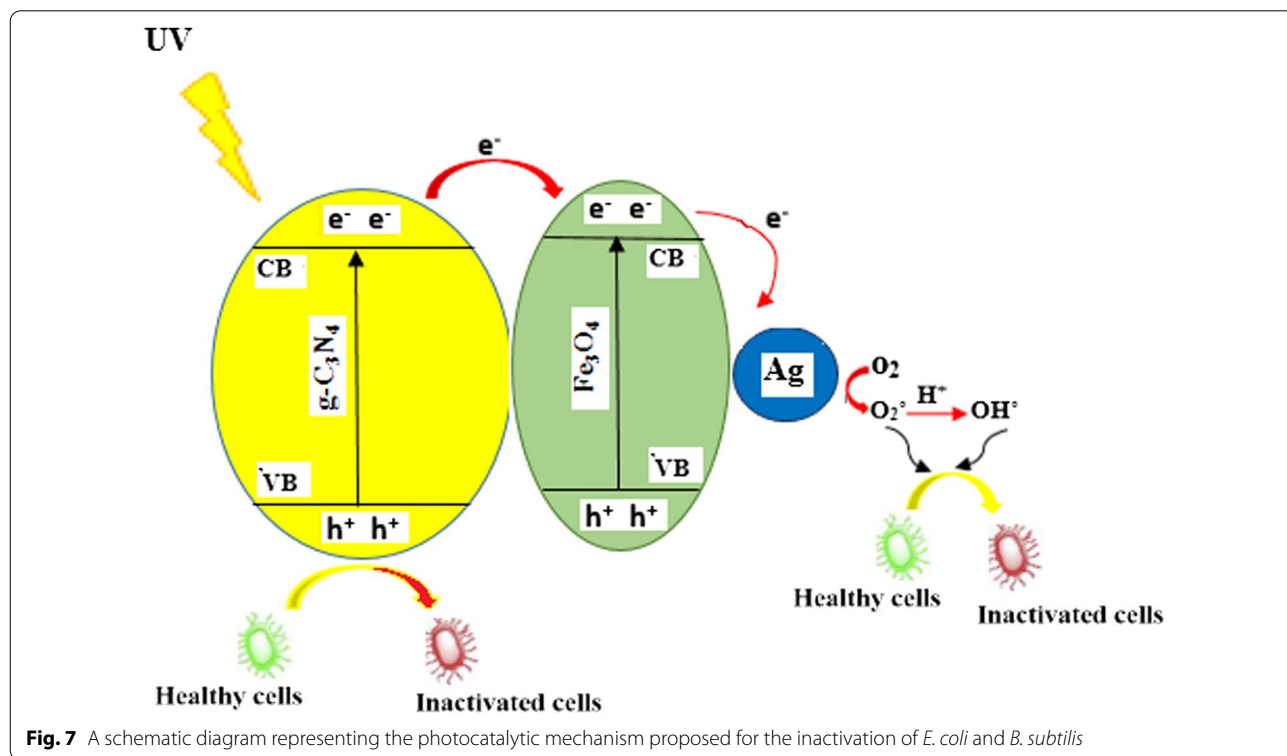 UV
e⁻
e⁻ e⁻
CB
g-C₃N₄
VB
h⁺ h⁺
e⁻ e⁻
CB
Fe₃O₄
VB
h⁺ h⁺
e⁻
Ag
O₂
O₂° H⁺ OH°
Healthy cells
Inactivated cells
Healthy cells
Inactivated cells
Fig. 7 A schematic diagram representing the photocatalytic mechanism proposed for the inactivation of E. coli and B. subtilis